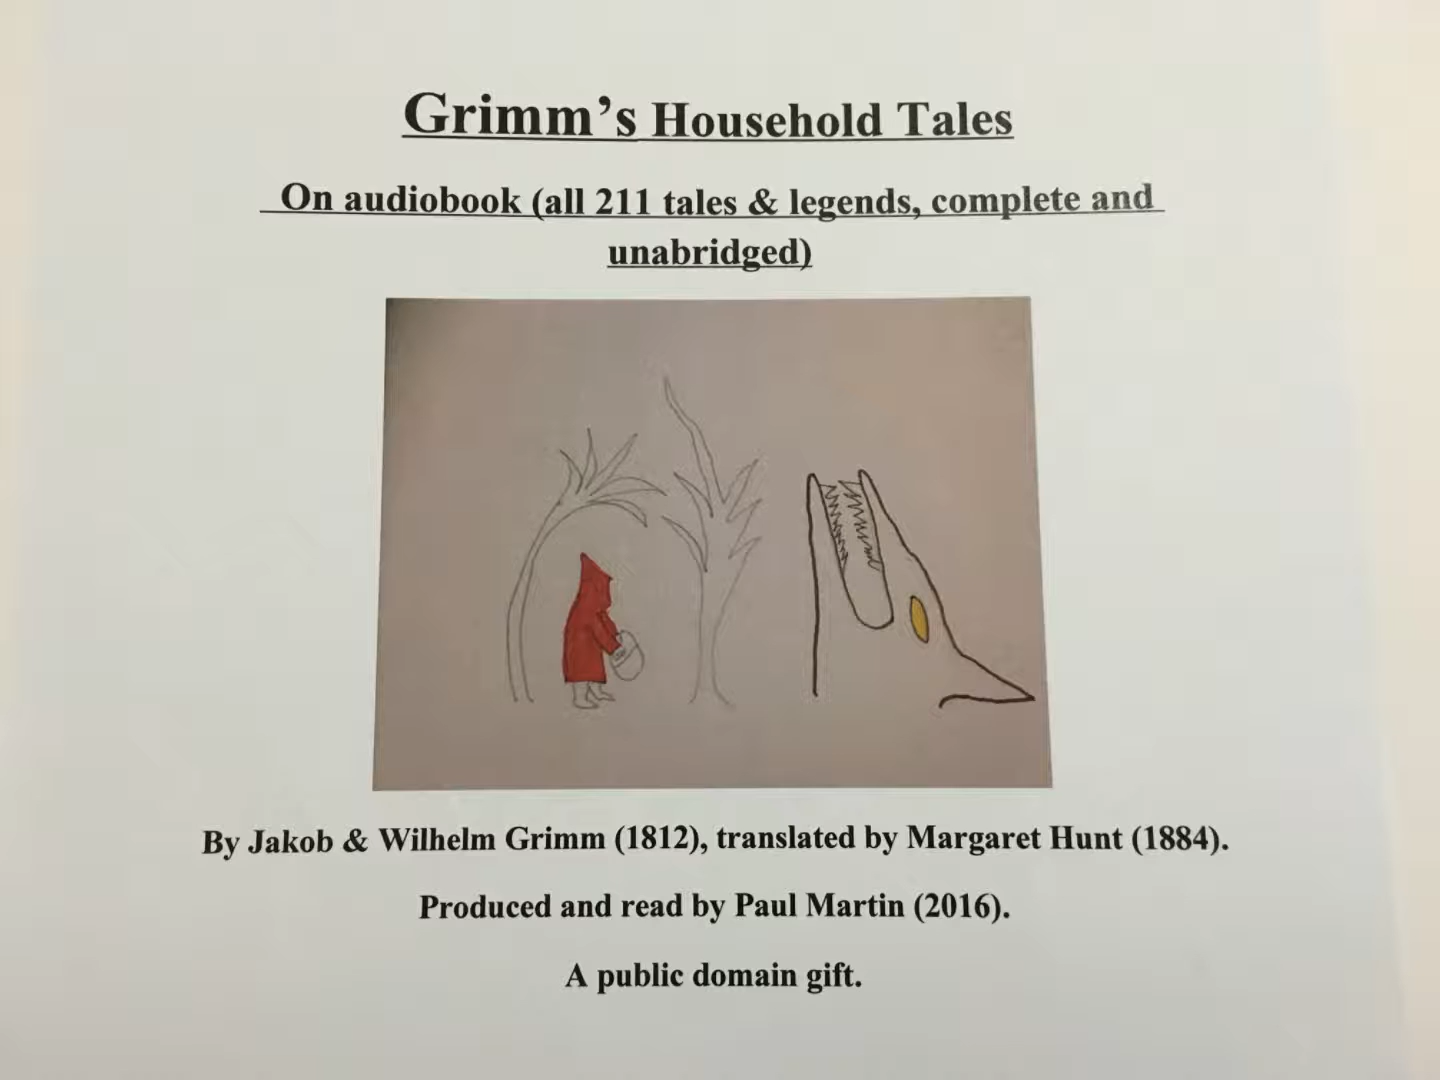 Grimm's Household Tales
On audiobook (all 211 tales & legends, complete and
unabridged)
By Jakob & Wilhelm Grimm (1812), translated by Margaret Hunt (1884).
Produced and read by Paul Martin (2016).
A public domain gift.